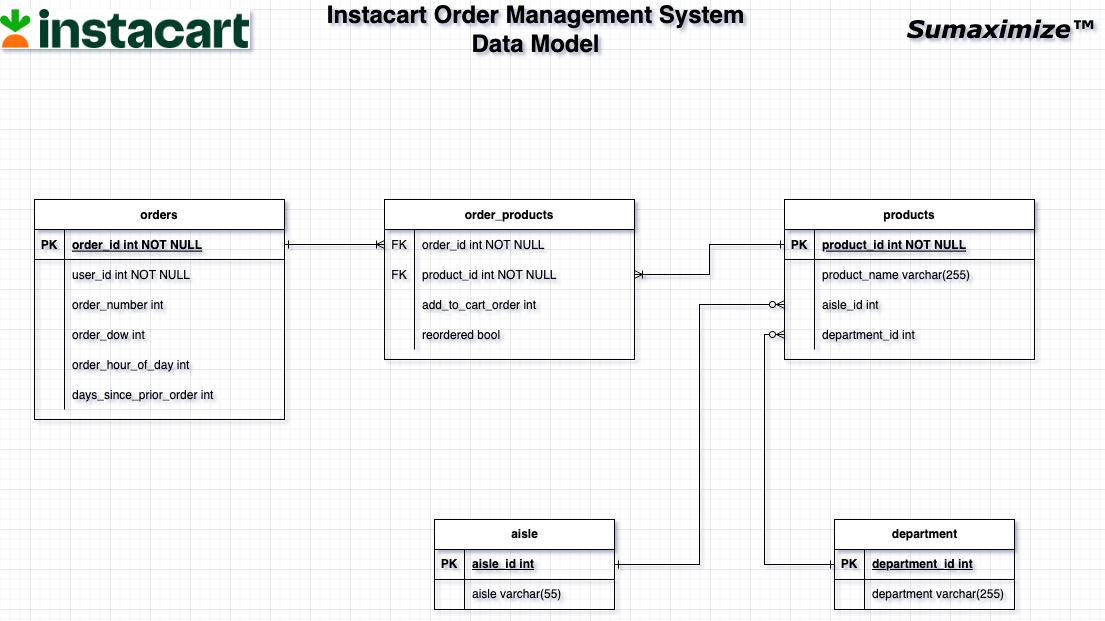 instacart
Instacart Order Management System
Data Model
Sumaximize™
orders
PK order_id int NOT NULL
user_id int NOT NULL
order_number int
order_dow int
order_hour_of_day int
days_since_prior_order int
order_products
FK order_id int NOT NULL
FK product_id int NOT NULL
add_to_cart_order int
reordered bool
products
PK product_id int NOT NULL
product_name varchar(255)
aisle_id int
department_id int
aisle
PK aisle_id int
aisle varchar(55)
department
PK department_id int
department varchar(255)